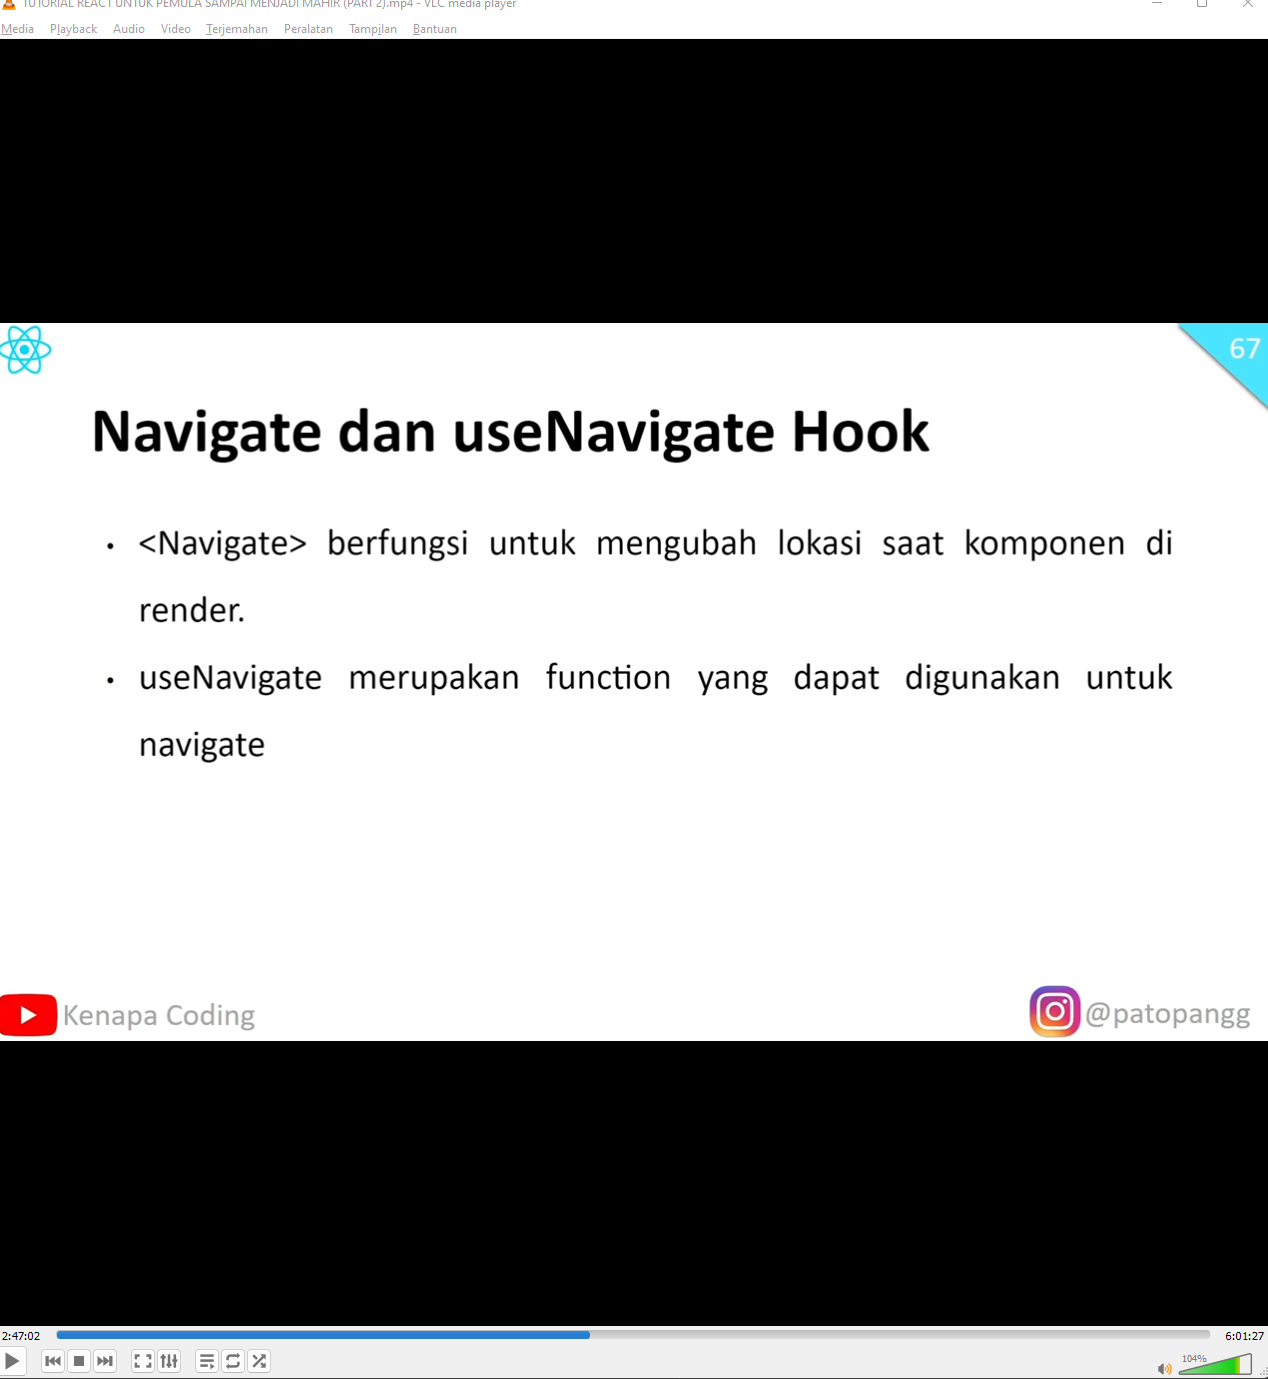 TUTORIAL REACT UNTUK PEMULA SAMPAI MENJADI MAHIR (PART 2).mp4 - VLC media player
Media Playback Audio Video Terjemahan Peralatan Tampilan Bantuan
67
Navigate dan useNavigate Hook
• <Navigate> berfungsi untuk mengubah lokasi saat komponen di
render.
• useNavigate merupakan function yang dapat digunakan untuk
navigate
Kenapa Coding
@patopangg
2:47:02
6:01:27
104%